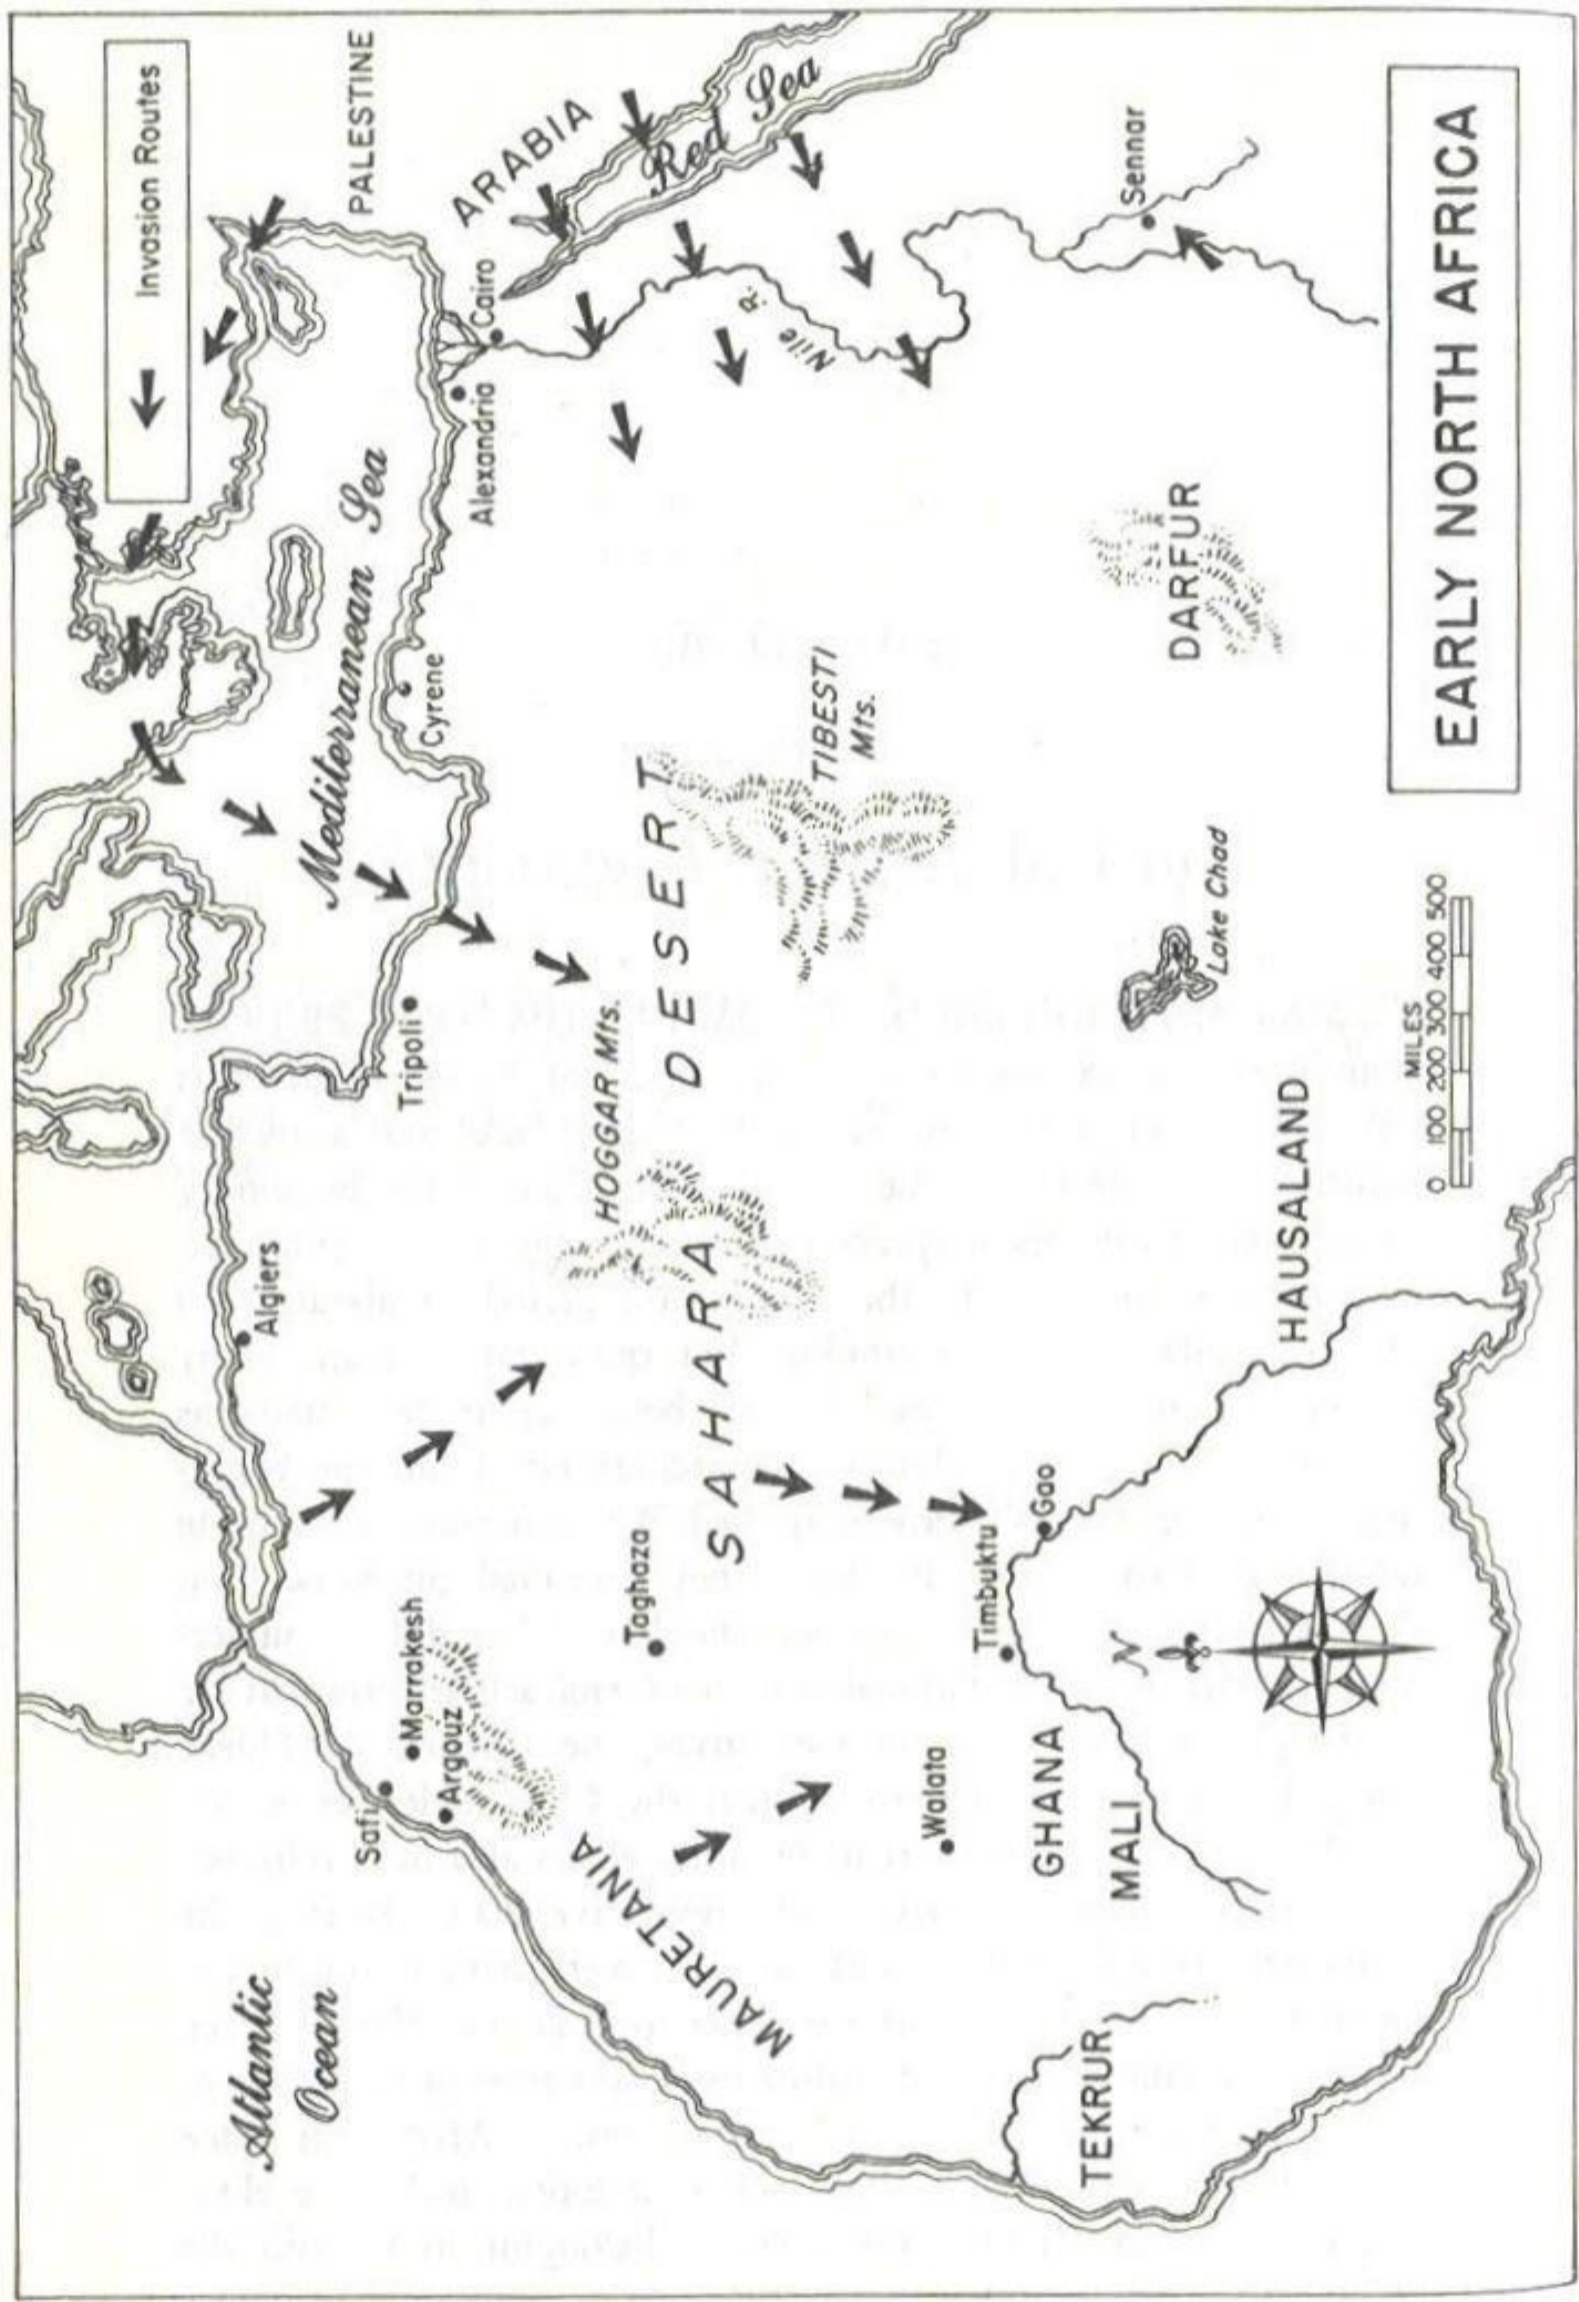 Invasion Routes
PALESTINE
ARABIA
Red Sea
Mediterranean Sea
Atlantic
Ocean
Cairo
Alexandria
Cyrene
Tripoli
Algiers
Safi
Marrakesh
Argouz
MAURETANIA
Taghaza
SAHARA DESERT
HOGGAR Mts.
TIBESTI
Mts.
Nile R.
Sennar
DARFUR
Lake Chad
Walata
Timbuktu
Gao
GHANA
MALI
TEKRUR
HAUSALAND
N
MILES
0 100 200 300 400 500
EARLY NORTH AFRICA